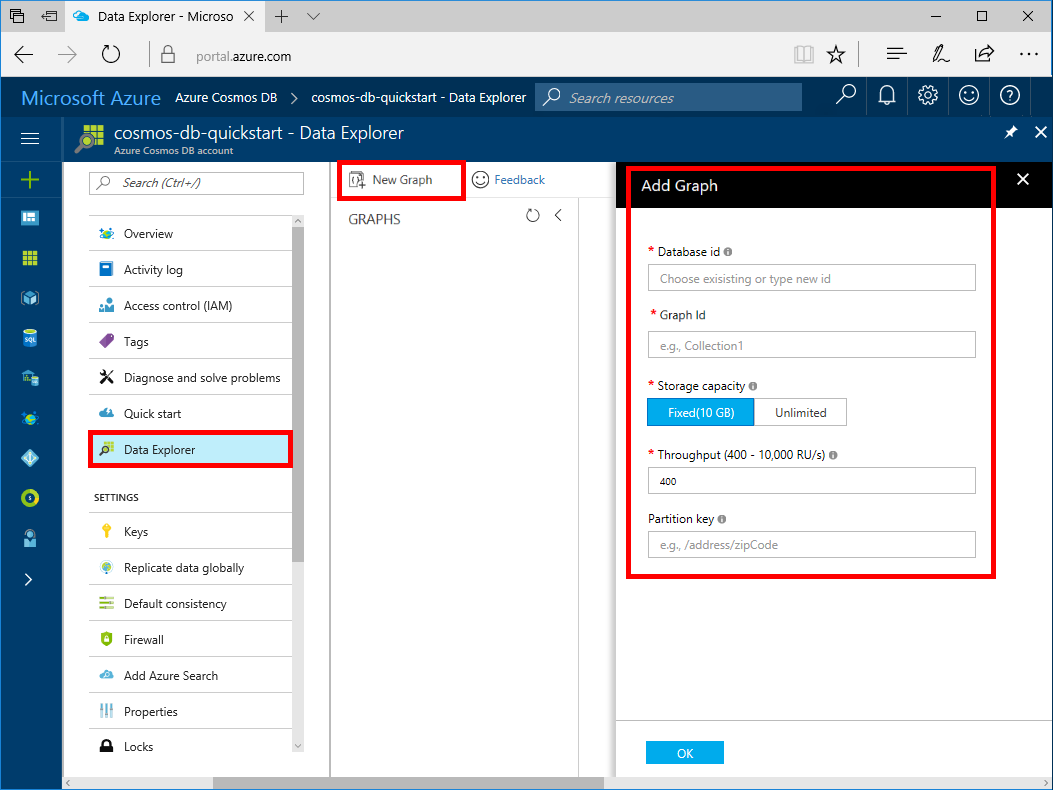 Data Explorer - Microso
portal.azure.com
Microsoft Azure Azure Cosmos DB > cosmos-db-quickstart - Data Explorer Search resources
cosmos-db-quickstart - Data Explorer
Azure Cosmos DB account
Search (Ctrl+/)
Overview
Activity log
Access control (IAM)
Tags
Diagnose and solve problems
Quick start
Data Explorer
SETTINGS
Keys
Replicate data globally
Default consistency
Firewall
Add Azure Search
Properties
Locks
SQL
New Graph Feedback
GRAPHS
Add Graph
* Database id
Choose exisisting or type new id
* Graph Id
e.g., Collection1
* Storage capacity
Fixed(10 GB) Unlimited
* Throughput (400 - 10,000 RU/s)
400
Partition key
e.g., /address/zipCode
OK